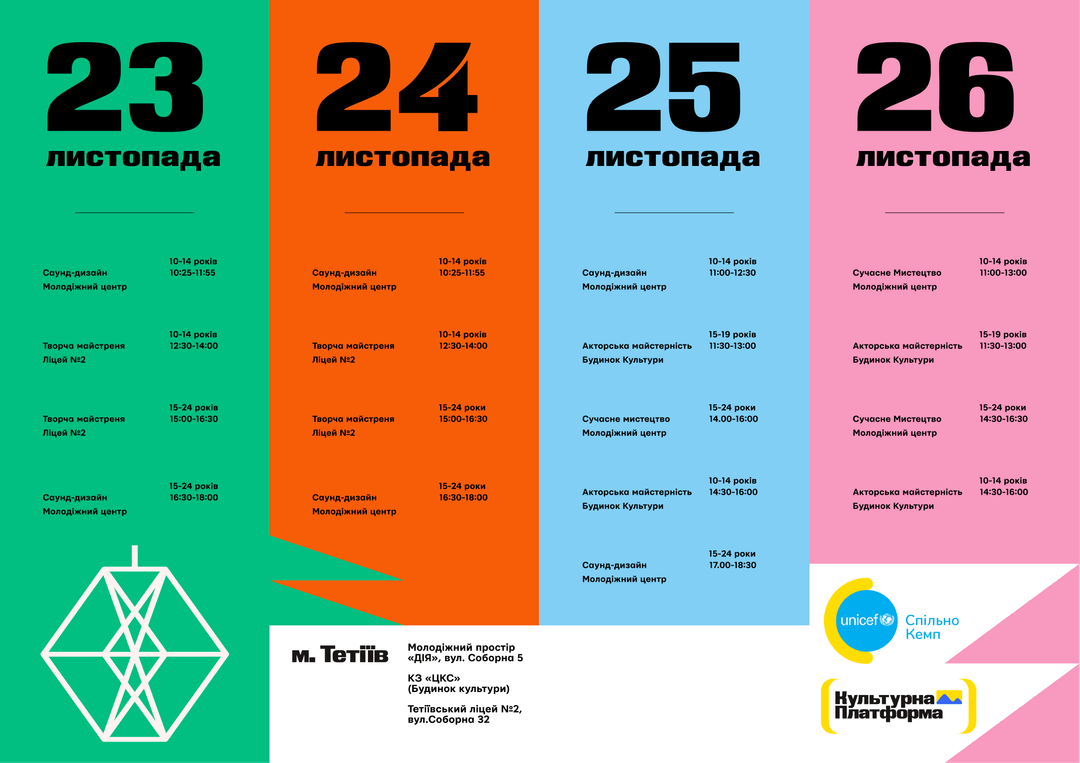 23
листопада
10-14 років
Саунд-дизайн 10:25-11:55
Молодіжний центр
10-14 років
Творча майстреня 12:30-14:00
Ліцей №2
15-24 років
Творча майстреня 15:00-16:30
Ліцей №2
15-24 років
Саунд-дизайн 16:30-18:00
Молодіжний центр
24
листопада
10-14 років
Саунд-дизайн 10:25-11:55
Молодіжний центр
10-14 років
Творча майстреня 12:30-14:00
Ліцей №2
15-24 роки
Творча майстреня 15:00-16:30
Ліцей №2
15-24 роки
Саунд-дизайн 16:30-18:00
Молодіжний центр
25
листопада
10-14 років
Саунд-дизайн 11:00-12:30
Молодіжний центр
15-19 років
Акторська майстерність 11:30-13:00
Будинок Культури
15-24 роки
Сучасне мистецтво 14.00-16:00
Молодіжний центр
10-14 років
Акторська майстерність 14:30-16:00
Будинок Культури
15-24 роки
Саунд-дизайн 17.00-18:30
Молодіжний центр
26
листопада
10-14 років
Сучасне Мистецтво 11:00-13:00
Молодіжний центр
15-19 років
Акторська майстерність 11:30-13:00
Будинок Культури
15-24 роки
Сучасне Мистецтво 14:30-16:30
Молодіжний центр
10-14 років
Акторська майстерність 14:30-16:00
Будинок Культури
м. Тетіїв
Молодіжний простір
«ДІЯ», вул. Соборна 5
КЗ «ЦКС»
(Будинок культури)
Тетіївський ліцей №2,
вул.Соборна 32
unicef
Спільно
Кемп
Культурна
Платформа